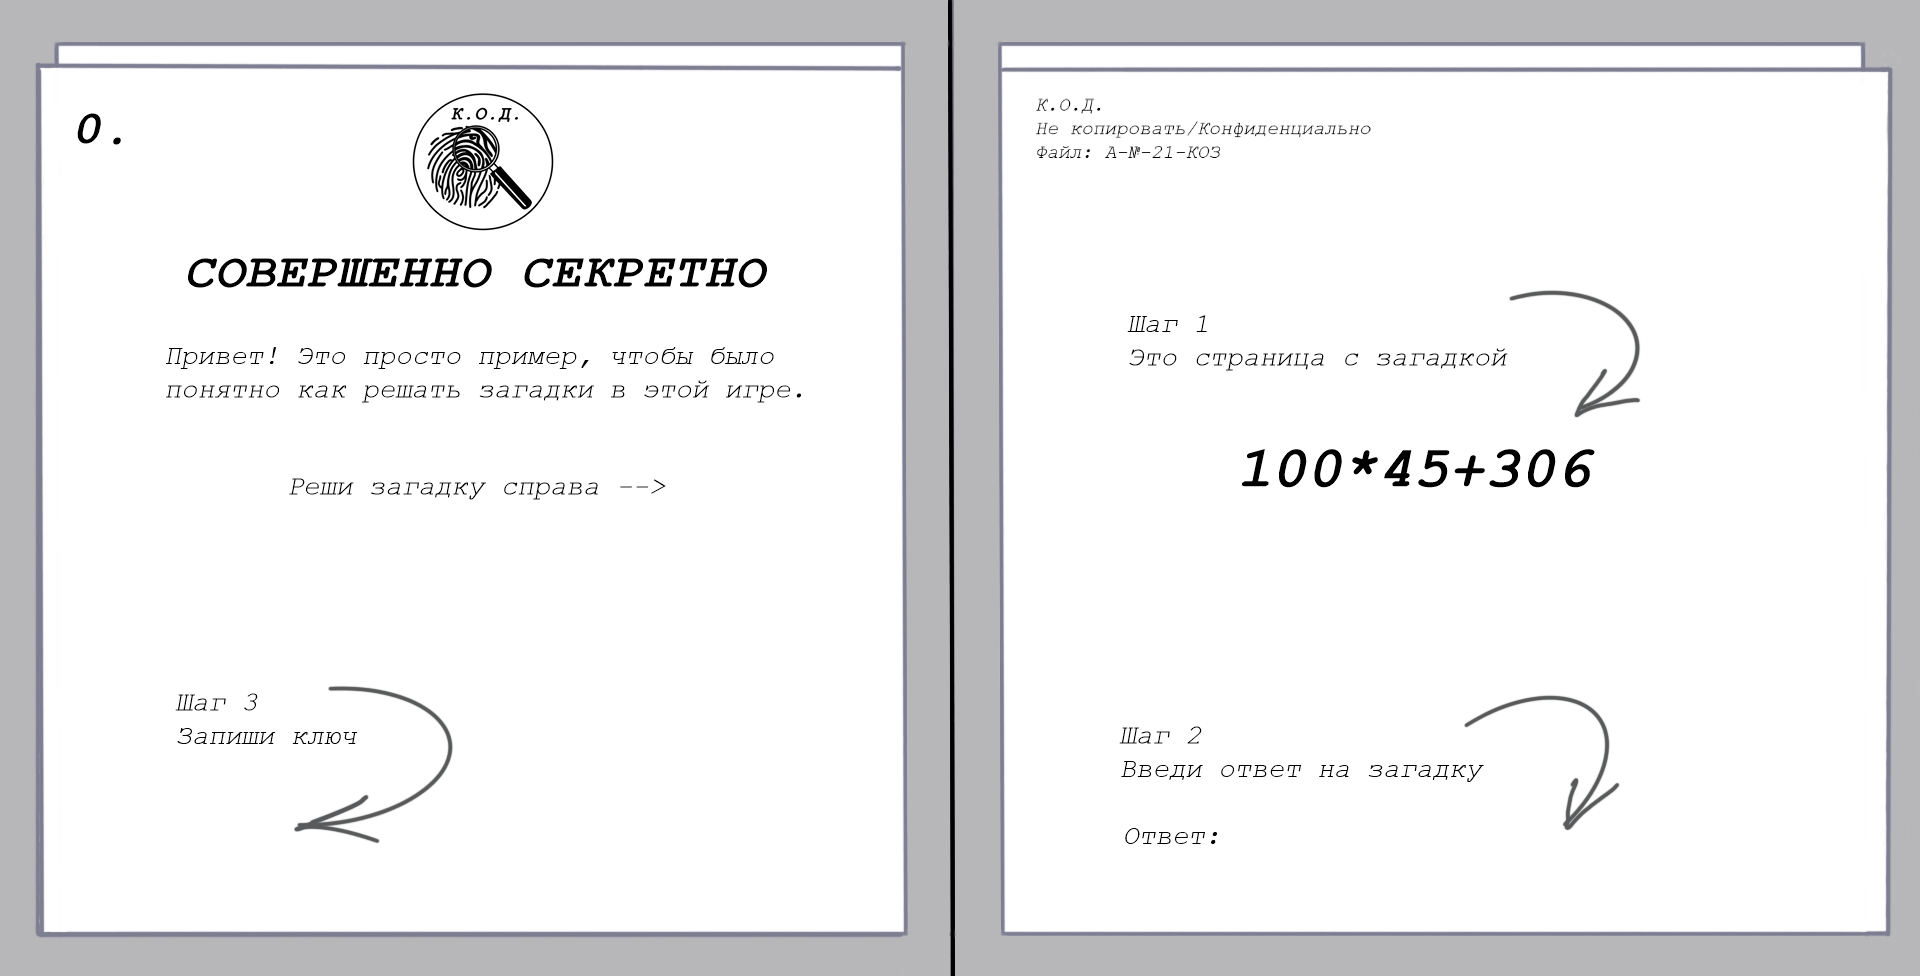 0.
К.О.Д.
СОВЕРШЕННО СЕКРЕТНО
Привет! Это просто пример, чтобы было
понятно как решать загадки в этой игре.
Реши загадку справа -->
Шаг 3
Запиши ключ
К.О.Д.
Не копировать/Конфиденциально
Файл: А-№-21-КОЗ
Шаг 1
Это страница с загадкой
100*45+306
Шаг 2
Введи ответ на загадку
Ответ: